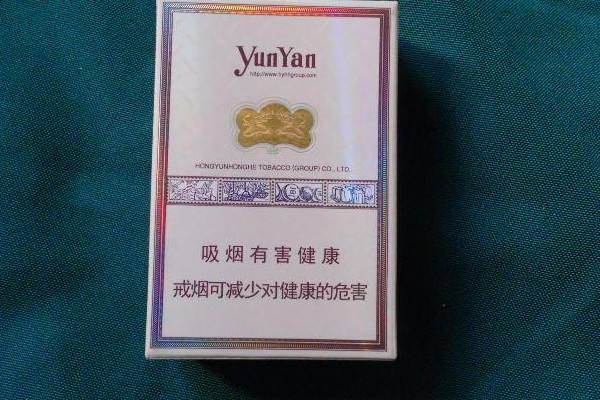 YunYan
http://www.hyhhgroup.com
HONGYUNHONGHE TOBACCO (GROUP) CO., LTD.
吸烟有害健康
戒烟可减少对健康的危害